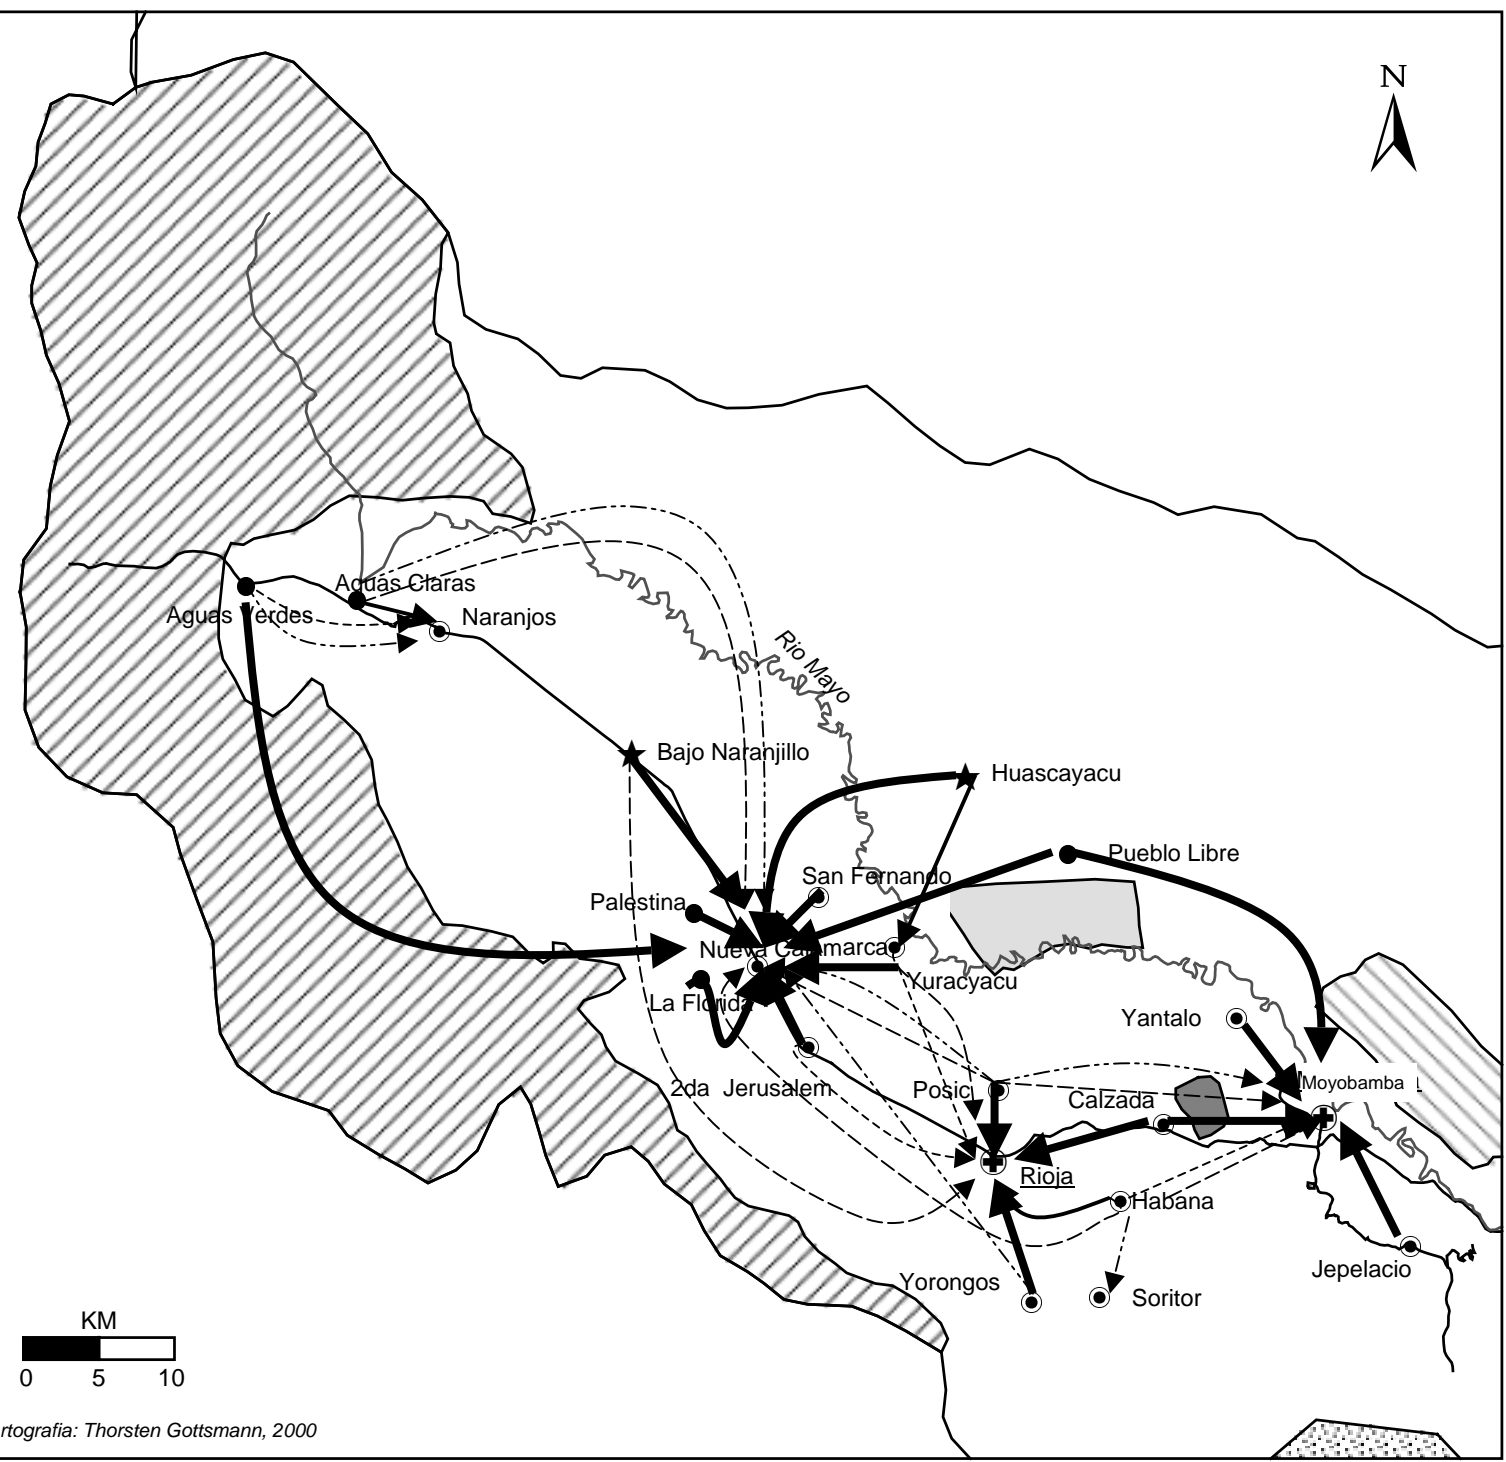 N
Aguas Claras
Aguas Verdes
Naranjos
Rio Mayo
Bajo Naranjillo
Huascayacu
Pueblo Libre
San Fernando
Palestina
Nueva Cajamarca
Yuracyacu
La Florida
Yantalo
2da Jerusalem
Posic
Calzada
Moyobamba
Rioja
Habana
Jepelacio
Yorongos
Soritor
KM
0 5 10
rtografia: Thorsten Gottsmann, 2000